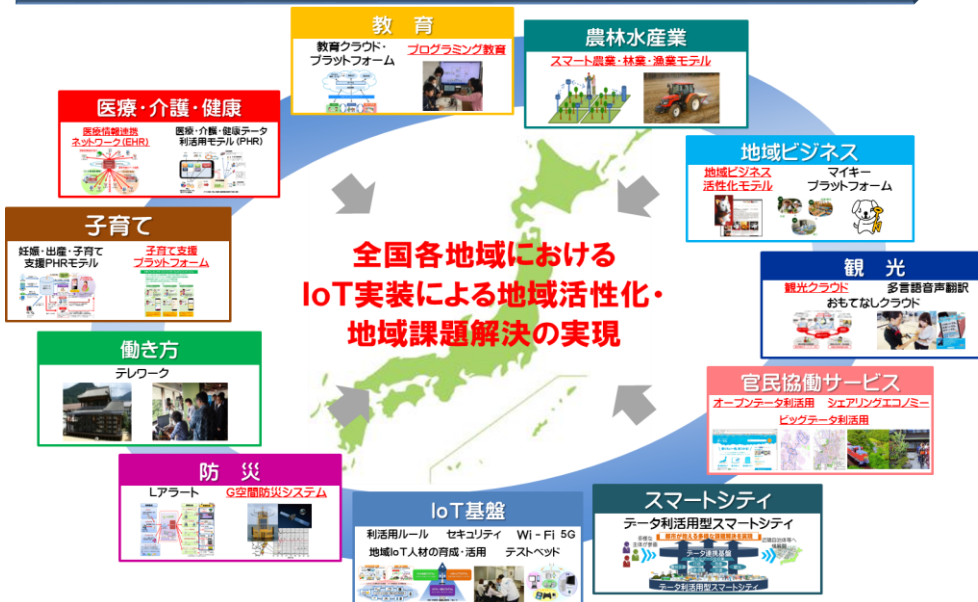 教 育
教育クラウド・
プラットフォーム
プログラミング教育
農林水産業
スマート農業・林業・漁業モデル
医療・介護・健康
医療情報連携
ネットワーク(EHR)
医療・介護・健康データ
利活用モデル(PHR)
地域ビジネス
地域ビジネス
活性化モデル
マイキー
プラットフォーム
子育て
妊娠・出産・子育て
支援PHRモデル
子育て支援
プラットフォーム
全国各地域における
IoT実装による地域活性化・
地域課題解決の実現
観 光
観光クラウド 多言語音声翻訳
おもてなしクラウド
働き方
テレワーク
官民協働サービス
オープンデータ利活用 シェアリングエコノミー
ビッグデータ利活用
防 災
Lアラート G空間防災システム
IoT基盤
利活用ルール セキュリティ Wi-Fi 5G
地域IoT人材の育成・活用 テストベッド
スマートシティ
データ利活用型スマートシティ
都市が抱える多様な課題解決を実現
データ連携基盤
データ利活用型スマートシティ